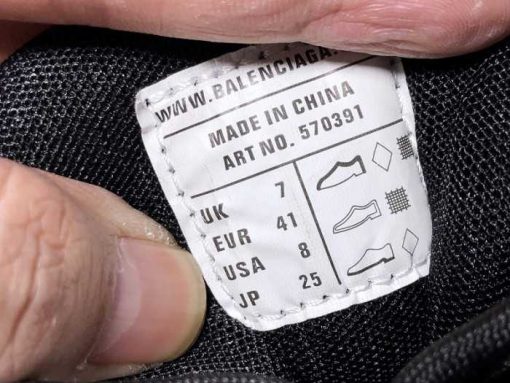 WWW.BALENCIAGA.
MADE IN CHINA
ART NO. 570391
UK 7
EUR 41
USA 8
JP 25